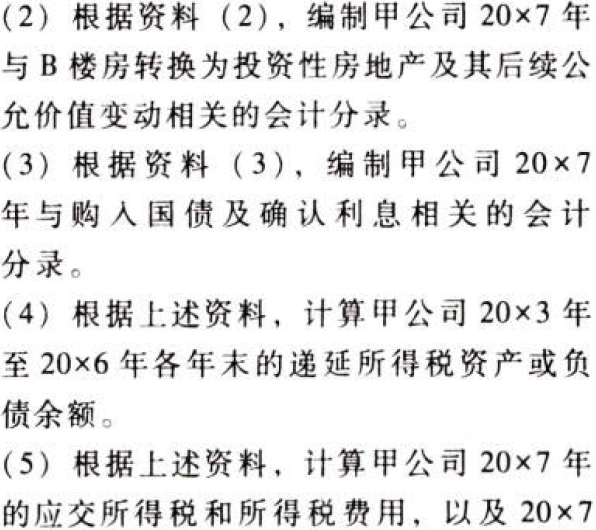 (2) 根据资料 (2)，编制甲公司 20×7 年
与 B 楼房转换为投资性房地产及其后续公
允价值变动相关的会计分录。
(3) 根据资料 (3)，编制甲公司 20×7
年与购入国债及确认利息相关的会计
分录。
(4) 根据上述资料，计算甲公司 20×3 年
至 20×6 年各年末的递延所得税资产或负
债余额。
(5) 根据上述资料，计算甲公司 20×7 年
的应交所得税和所得税费用，以及 20×7